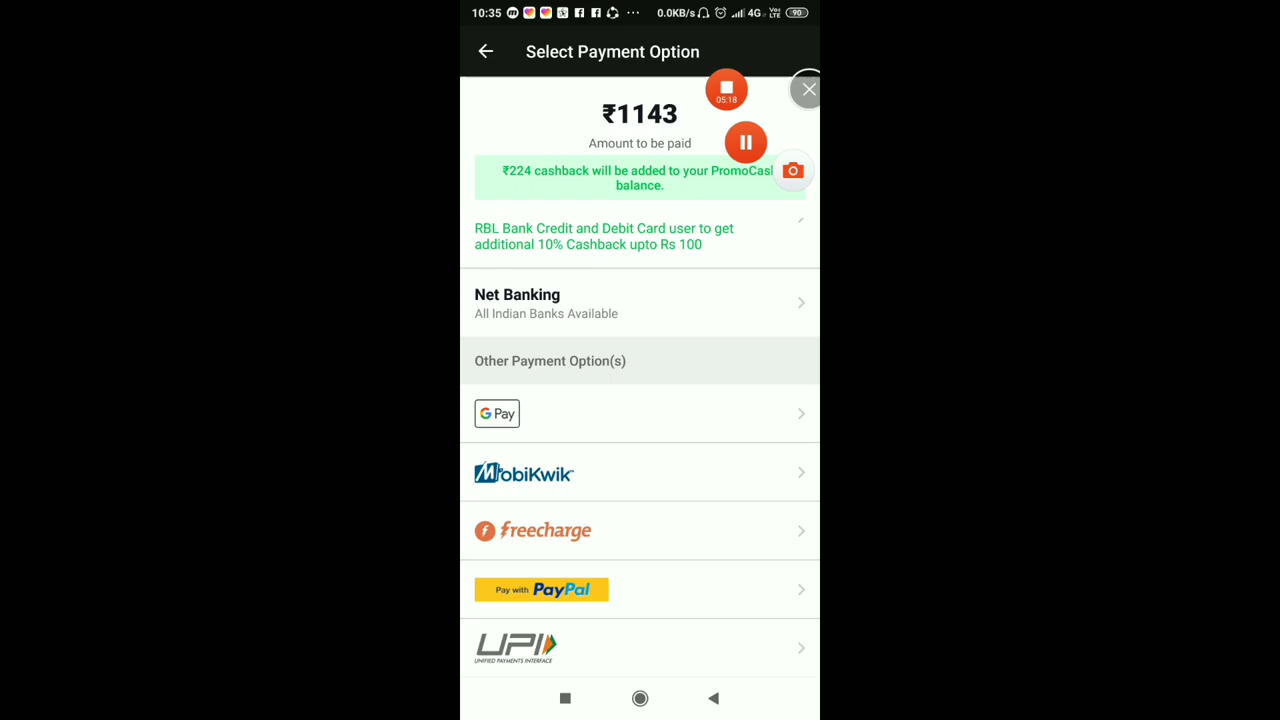 10:35 ... 0.0KB/s 4G Vo LTE 90
Select Payment Option
05:18
₹1143
Amount to be paid
₹224 cashback will be added to your PromoCash
balance.
RBL Bank Credit and Debit Card user to get
additional 10% Cashback upto Rs 100
Net Banking
All Indian Banks Available
Other Payment Option(s)
G Pay
MobiKwik
freecharge
Pay with PayPal
UPI
UNIFIED PAYMENTS INTERFACE